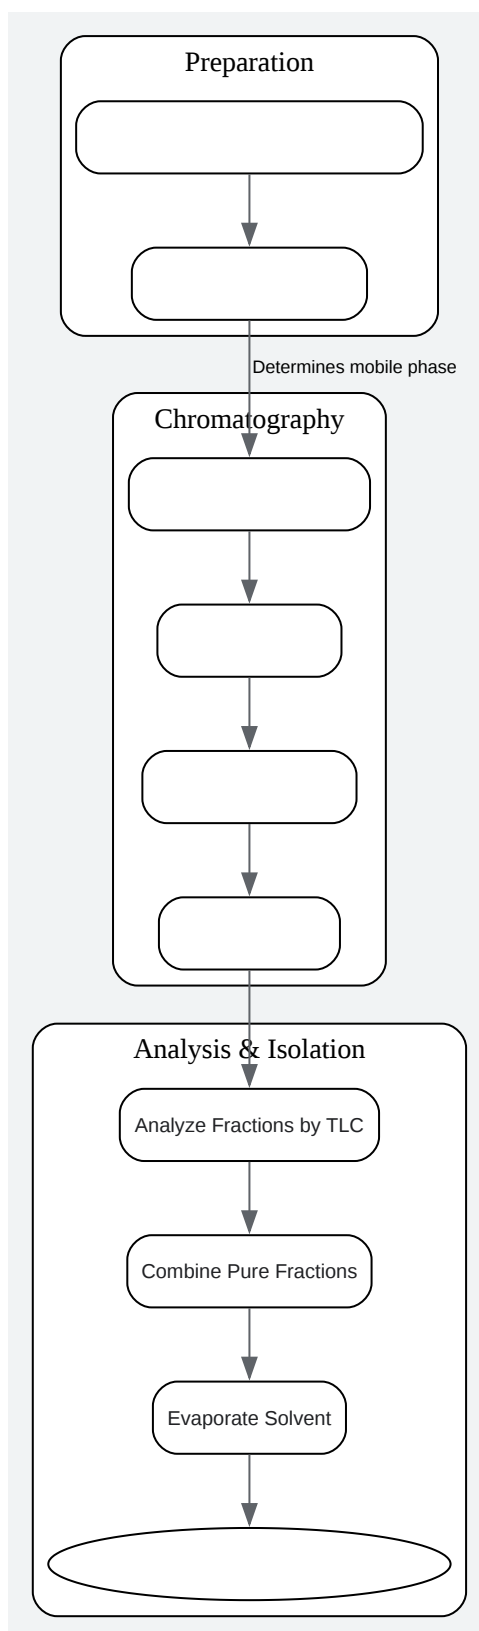 Preparation
Determines mobile phase
Chromatography
Analysis & Isolation
Analyze Fractions by TLC
Combine Pure Fractions
Evaporate Solvent